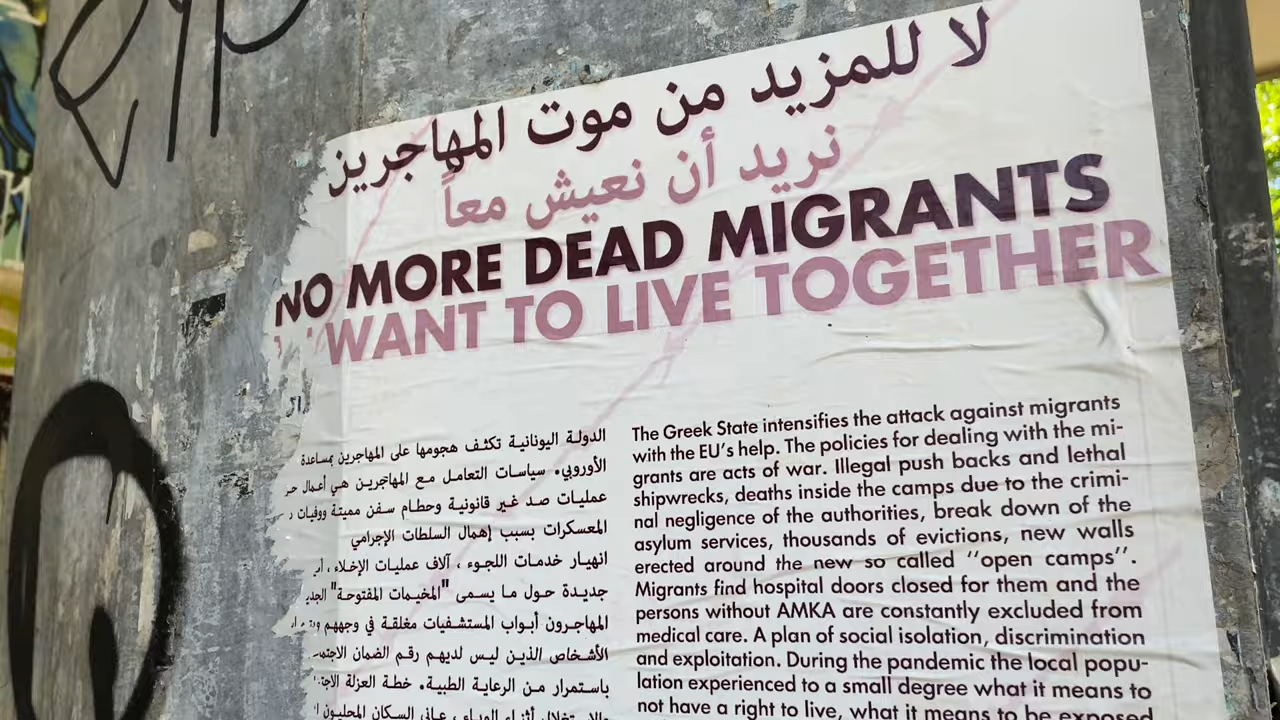 لا للمزيد من موت المهاجرين
نريد أن نعيش معاً
NO MORE DEAD MIGRANTS
WANT TO LIVE TOGETHER
الدولة اليونانية تكثف هجومها على المهاجرين بمساعدة
الأوروبي. سياسات التعامل مع المهاجرين هي أعمال
عمليات صد غير قانونية وحطام سفن مميتة ووفيات
المعسكرات بسبب إهمال السلطات الإجرامي
انهيار خدمات اللجوء ، آلاف عمليات الإخلاء ،
جديدة حول ما يسمى "المخيمات المفتوحة"
المهاجرون أبواب المستشفيات مغلقة في وجههم
الأشخاص الذين ليس لديهم رقم الضمان
باستمرار من الرعاية الطبية. خطة العزلة
والاستغلال أثناء الوباء ، عانى السكان المحليون
The Greek State intensifies the attack against migrants
with the EU's help. The policies for dealing with the mi-
grants are acts of war. Illegal push backs and lethal
shipwrecks, deaths inside the camps due to the crimi-
nal negligence of the authorities, break down of the
asylum services, thousands of evictions, new walls
erected around the new so called ''open camps''.
Migrants find hospital doors closed for them and the
persons without AMKA are constantly excluded from
medical care. A plan of social isolation, discrimination
and exploitation. During the pandemic the local popu-
lation experienced to a small degree what it means to
not have a right to live, what it means to be exposed